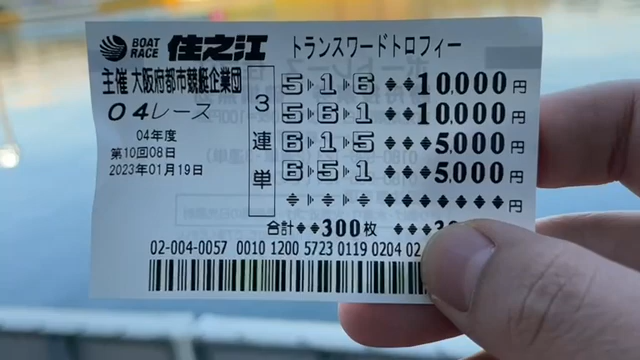 BOAT RACE 住之江 トランスワードトロフィー
主催 大阪府都市競艇企業団
04レース
04年度
第10回08日
2023年01月19日
3連単
5 1 6 10,000円
5 6 1 10,000円
6 1 5 5,000円
6 5 1 5,000円
円
合計 300枚
02-004-0057 0010 1200 5723 0119 0204 02